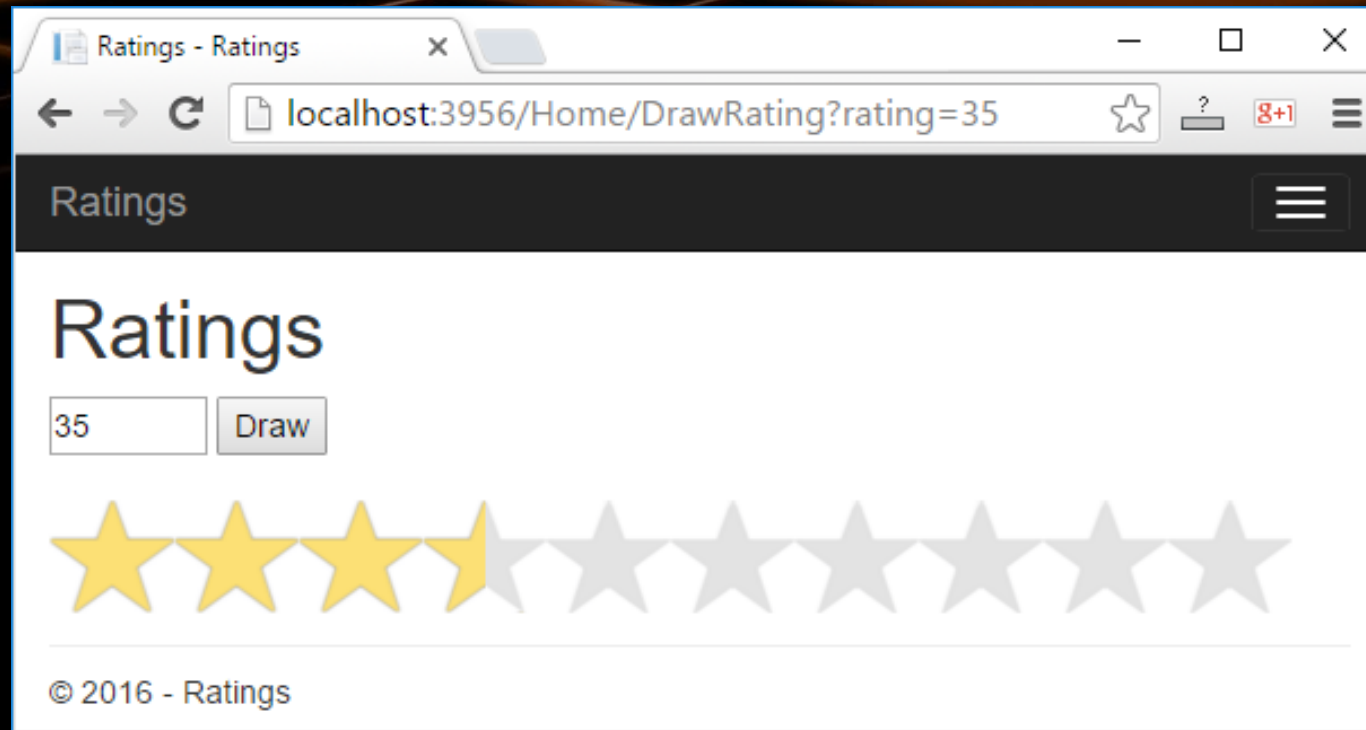 Ratings - Ratings
localhost:3956/Home/DrawRating?rating=35
?
g+1
Ratings
Ratings
35 Draw
© 2016 - Ratings